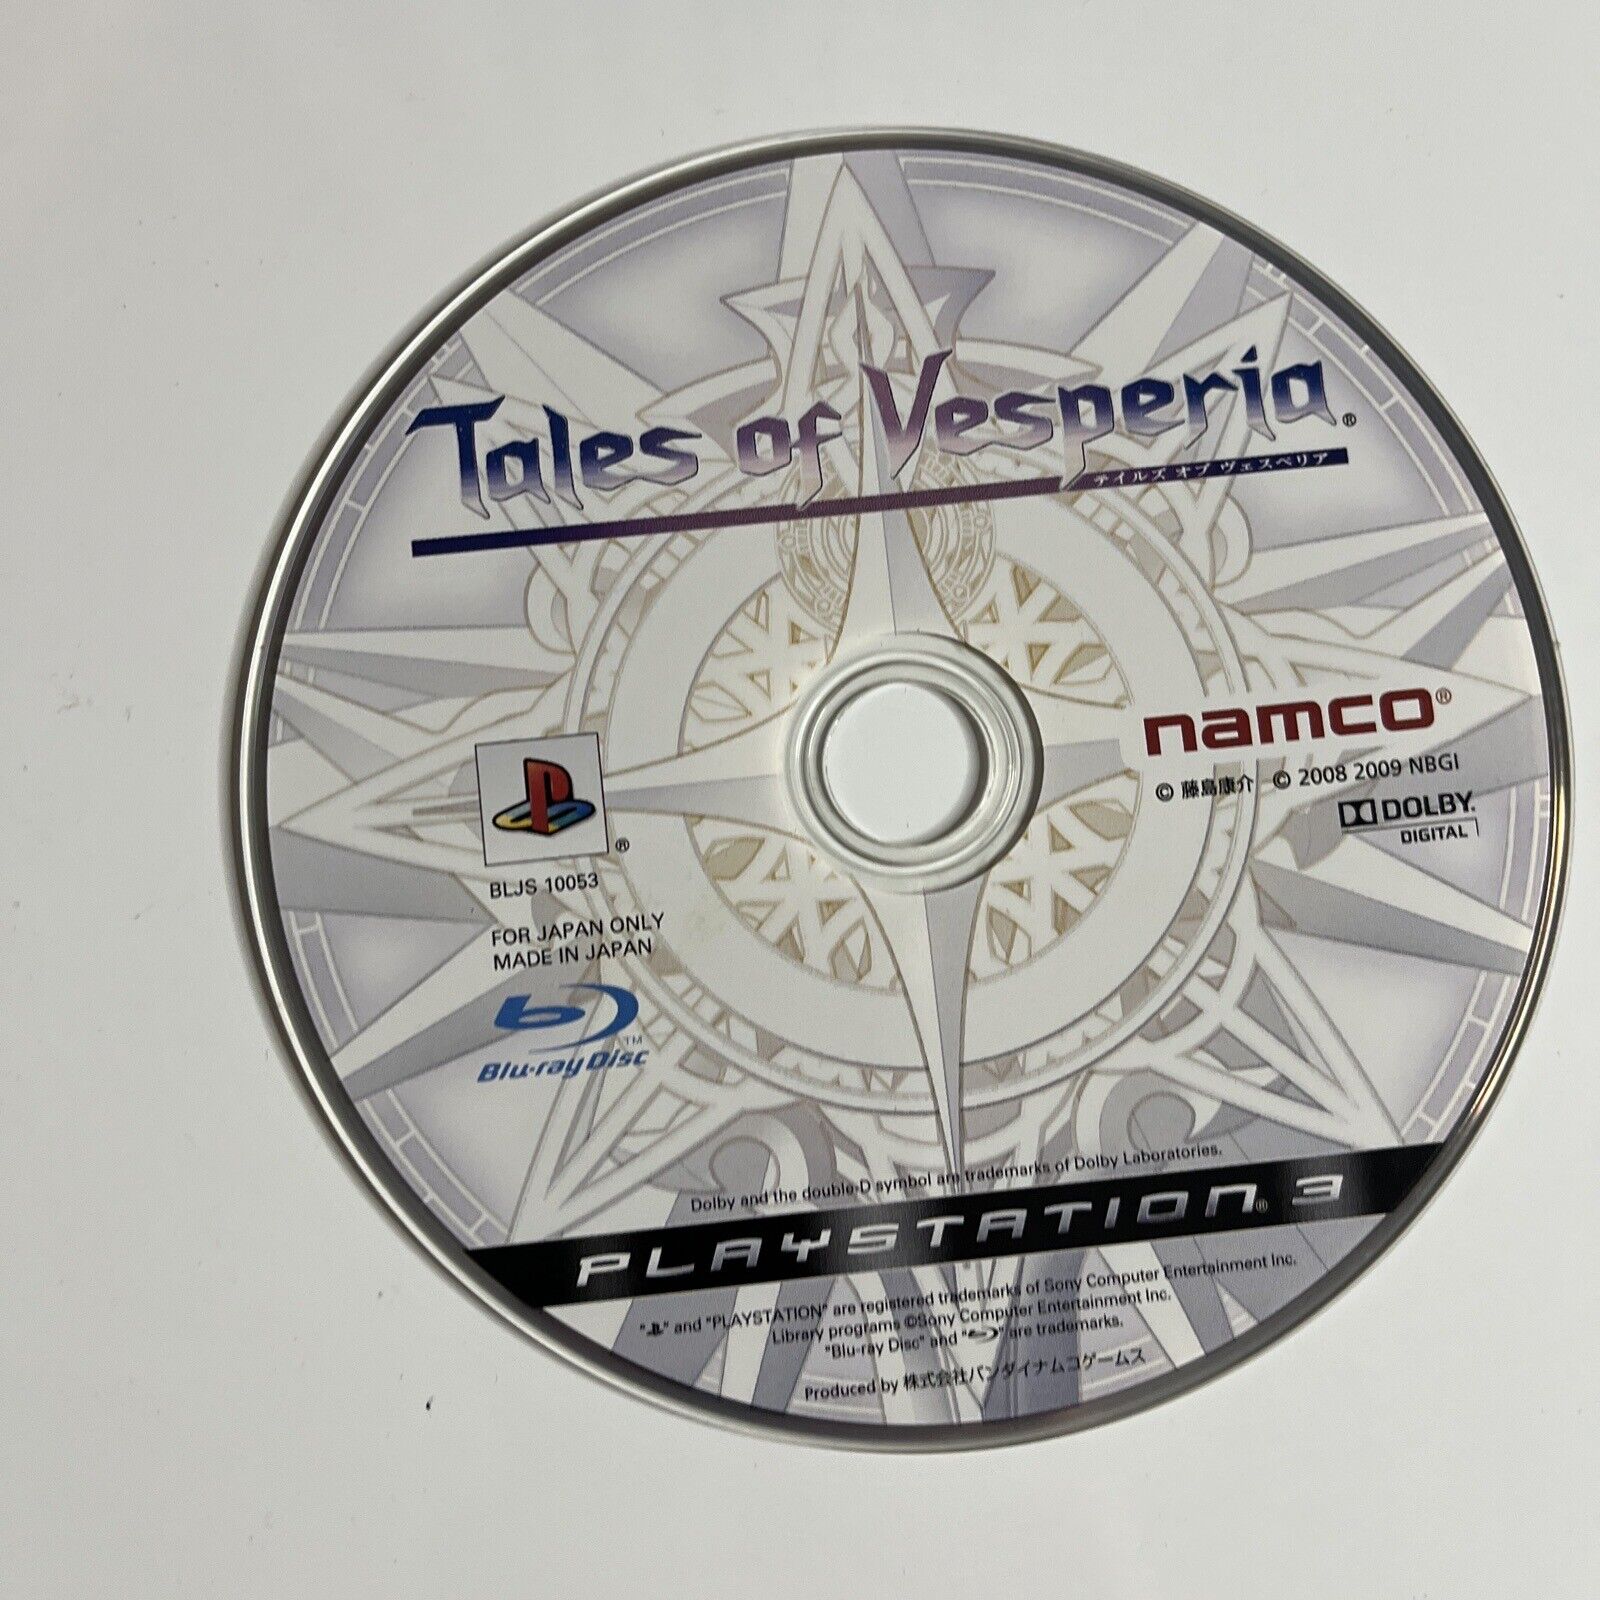 Tales of Vesperia®
テイルズ オブ ヴェスペリア
namco®
© 藤島康介 © 2008 2009 NBGI
DOLBY
DIGITAL
®
BLJS 10053
FOR JAPAN ONLY
MADE IN JAPAN
Blu-ray Disc™
Dolby and the double-D symbol are trademarks of Dolby Laboratories.
PLAYSTATION®3
" " and "PLAYSTATION" are registered trademarks of Sony Computer Entertainment Inc.
Library programs ©Sony Computer Entertainment Inc.
"Blu-ray Disc" and " " are trademarks.
Produced by 株式会社バンダイナムコゲームス